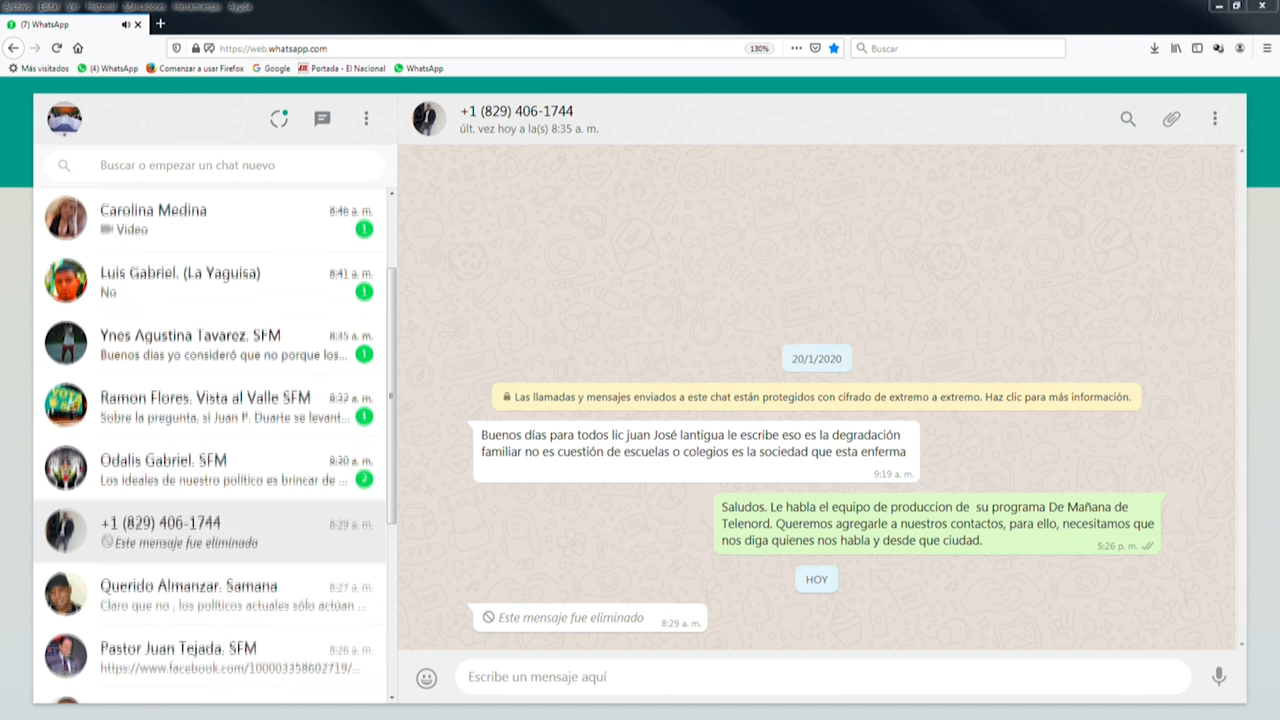 Archivo Editar Ver Historial Marcadores Herramientas Ayuda
(7) WhatsApp
https://web.whatsapp.com
130%
Buscar
Más visitados
(4) WhatsApp
Comenzar a usar Firefox
Google
Portada - El Nacional
WhatsApp
+1 (829) 406-1744
últ. vez hoy a la(s) 8:35 a. m.
Buscar o empezar un chat nuevo
Carolina Medina
8:46 a. m.
Video
1
Luis Gabriel. (La Yaguisa)
8:41 a. m.
No
1
Ynes Agustina Tavarez. SFM
8:35 a. m.
Buenos dias yo consideró que no porque los...
1
Ramon Flores. Vista al Valle SFM
8:32 a. m.
Sobre la pregunta, si Juan P. Duarte se levant...
1
Odalis Gabriel. SFM
8:30 a. m.
Los ideales de nuestro político es brincar de ...
+1 (829) 406-1744
8:29 a. m.
Este mensaje fue eliminado
Querido Almanzar. Samana
8:27 a. m.
Claro que no , los políticos actuales sólo actúan ...
Pastor Juan Tejada. SFM
8:26 a. m.
https://www.facebook.com/100003358602719/...
20/1/2020
Las llamadas y mensajes enviados a este chat están protegidos con cifrado de extremo a extremo. Haz clic para más información.
Buenos días para todos lic juan José lantigua le escribe eso es la degradación
familiar no es cuestión de escuelas o colegios es la sociedad que esta enferma
9:19 a. m.
Saludos. Le habla el equipo de produccion de su programa De Mañana de
Telenord. Queremos agregarle a nuestros contactos, para ello, necesitamos que
nos diga quienes nos habla y desde que ciudad.
5:26 p. m.
HOY
Este mensaje fue eliminado
8:29 a. m.
Escribe un mensaje aquí